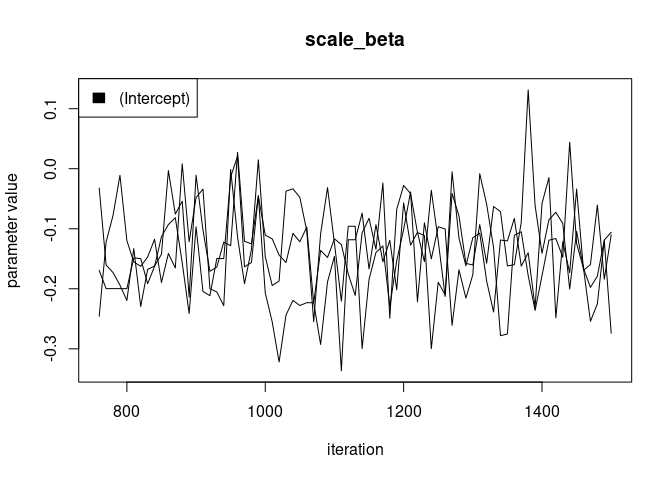 scale_beta
(Intercept)
parameter value
0.1
0.0
-0.1
-0.2
-0.3
800 1000 1200 1400
iteration